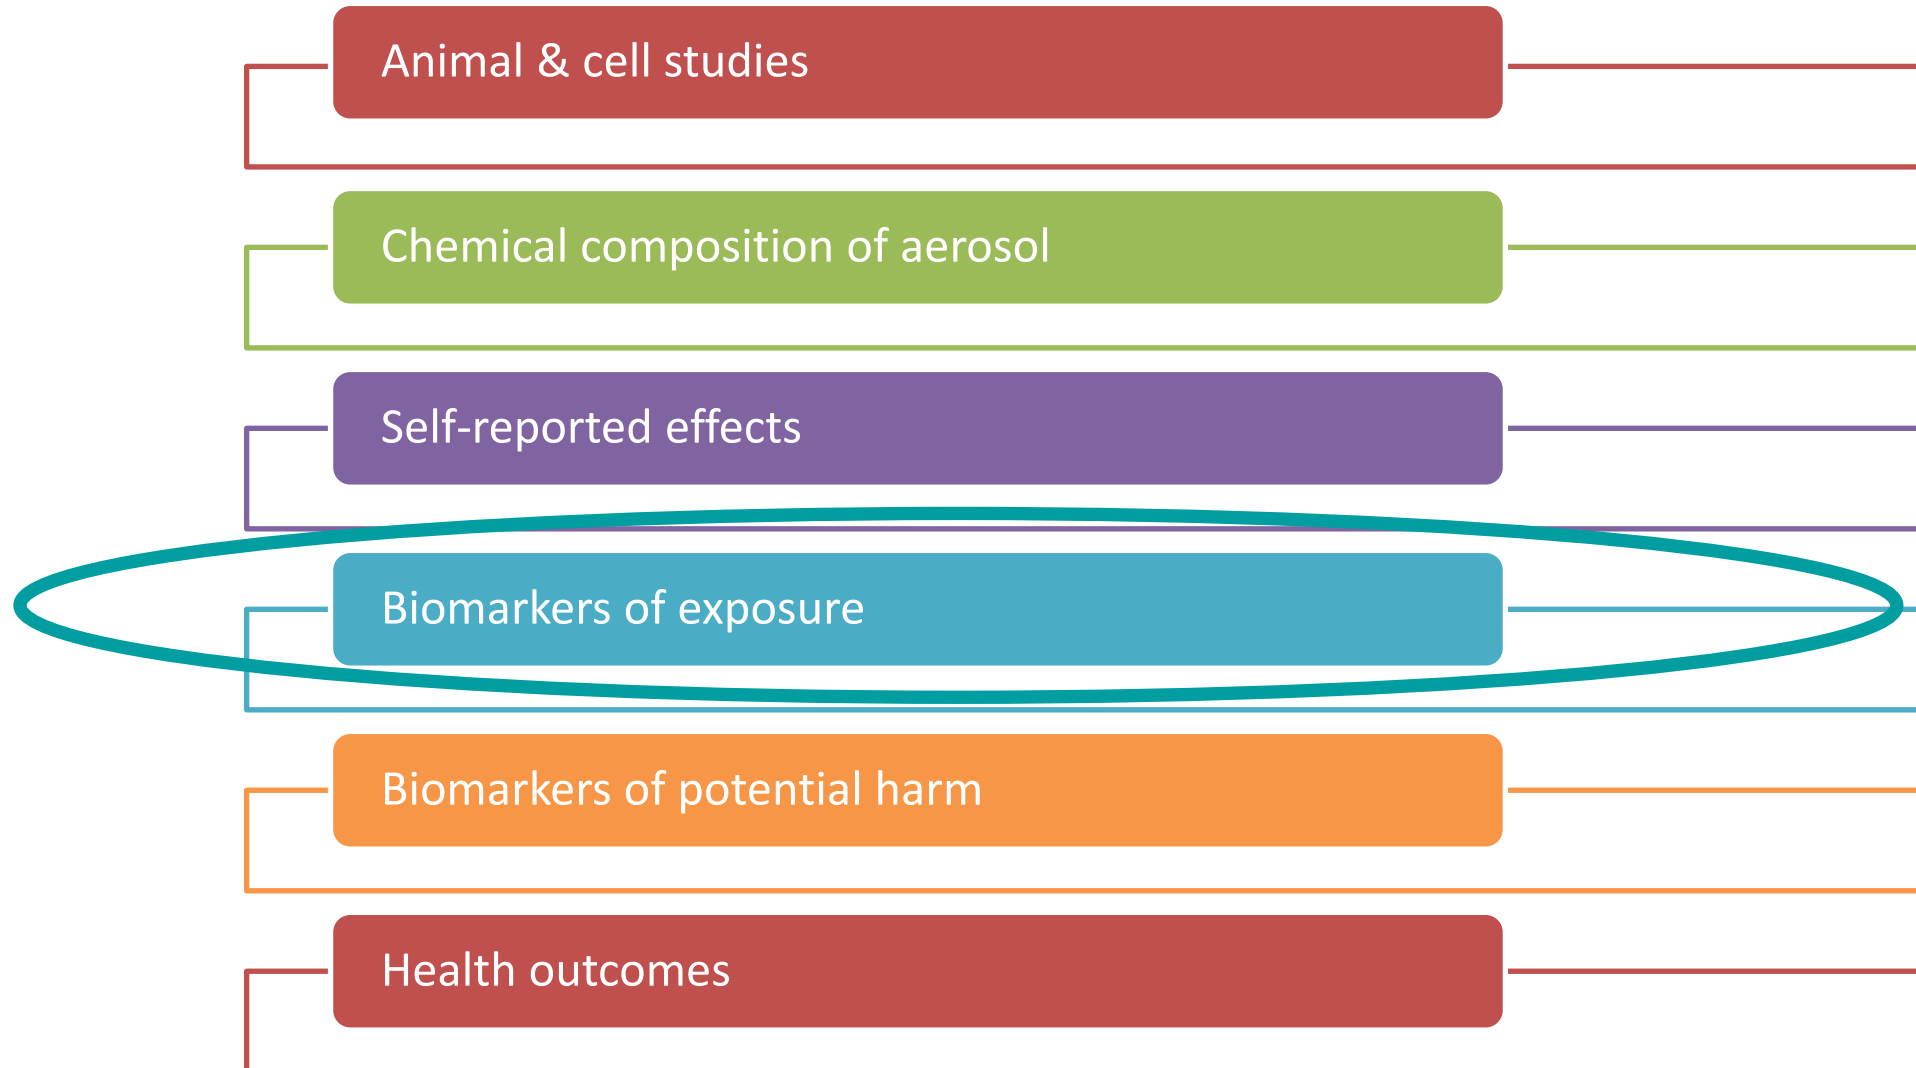 Animal & cell studies
Chemical composition of aerosol
Self-reported effects
Biomarkers of exposure
Biomarkers of potential harm
Health outcomes